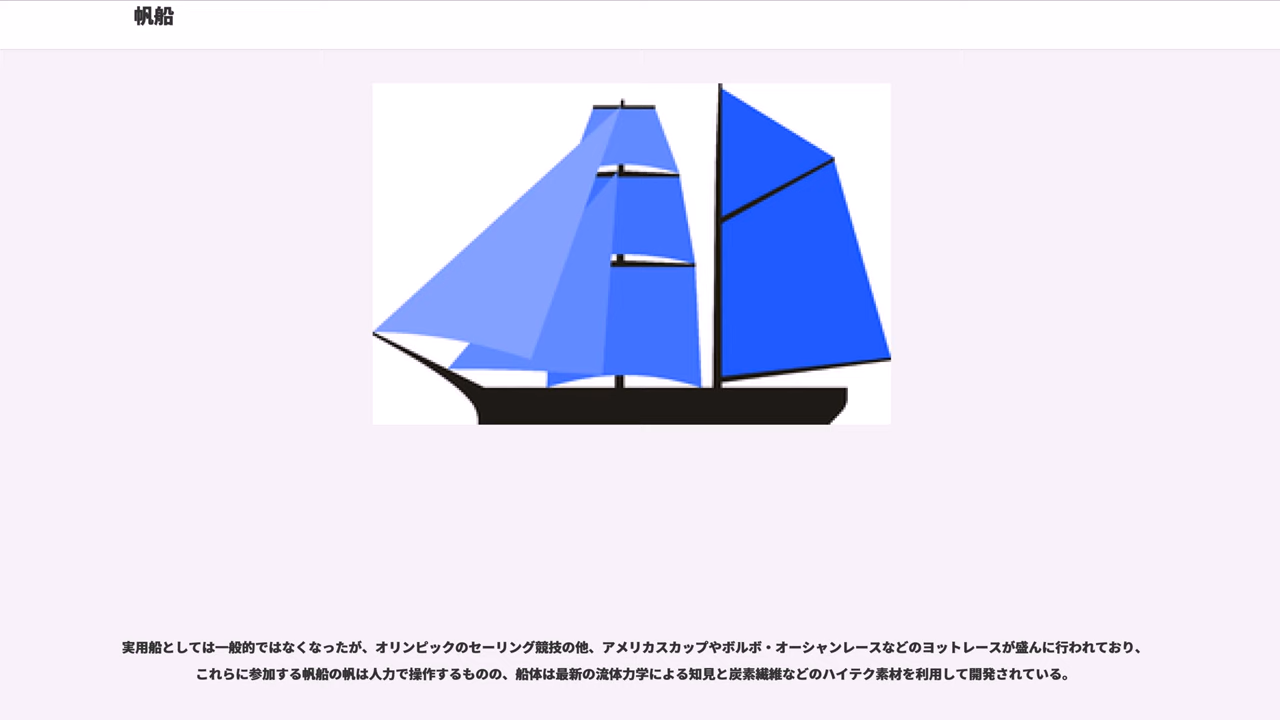 帆船
実用船としては一般的ではなくなったが、オリンピックのセーリング競技の他、アメリカスカップやボルボ・オーシャンレースなどのヨットレースが盛んに行われており、
これらに参加する帆船の帆は人力で操作するものの、船体は最新の流体力学による知見と炭素繊維などのハイテク素材を利用して開発されている。